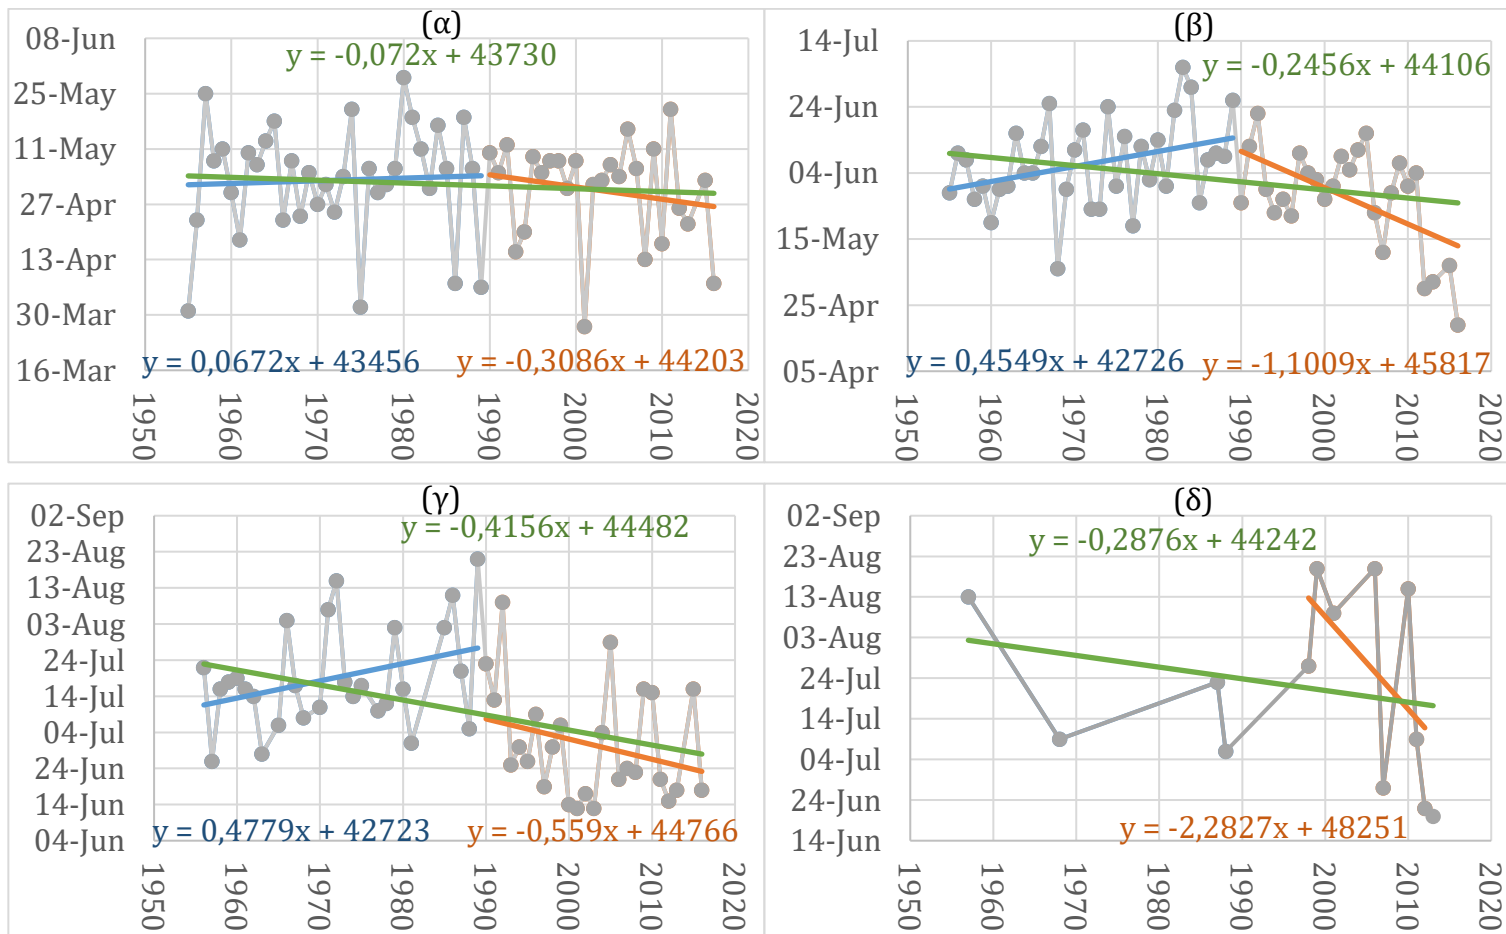 (α)
y = -0,072x + 43730
08-Jun
25-May
11-May
27-Apr
13-Apr
30-Mar
16-Mar
y = 0,0672x + 43456
y = -0,3086x + 44203
1950
1960
1970
1980
1990
2000
2010
2020
(β)
y = -0,2456x + 44106
14-Jul
24-Jun
04-Jun
15-May
25-Apr
05-Apr
y = 0,4549x + 42726
y = -1,1009x + 45817
1950
1960
1970
1980
1990
2000
2010
2020
(γ)
y = -0,4156x + 44482
02-Sep
23-Aug
13-Aug
03-Aug
24-Jul
14-Jul
04-Jul
24-Jun
14-Jun
04-Jun
y = 0,4779x + 42723
y = -0,559x + 44766
1950
1960
1970
1980
1990
2000
2010
2020
(δ)
y = -0,2876x + 44242
02-Sep
23-Aug
13-Aug
03-Aug
24-Jul
14-Jul
04-Jul
24-Jun
14-Jun
y = -2,2827x + 48251
1950
1960
1970
1980
1990
2000
2010
2020